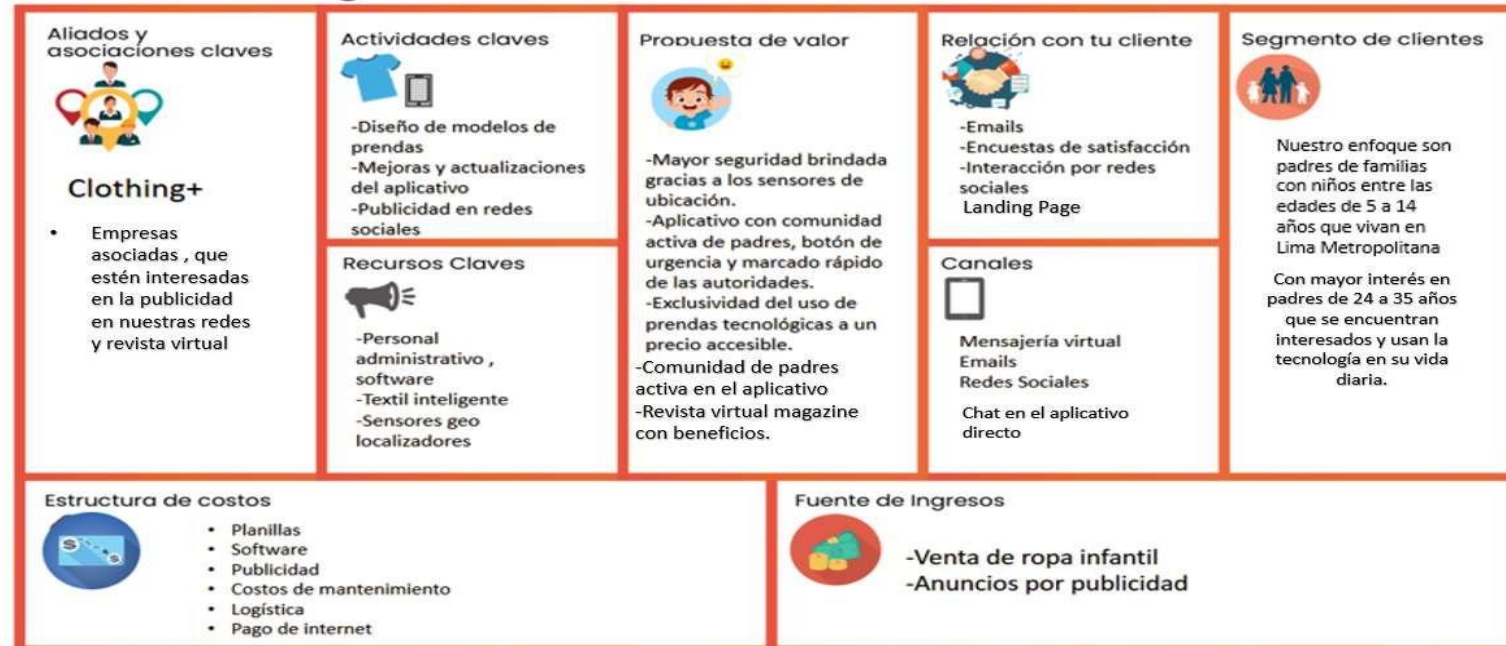 Aliados y
asociaciones claves
Clothing+
• Empresas
asociadas , que
estén interesadas
en la publicidad
en nuestras redes
y revista virtual
Actividades claves
-Diseño de modelos de
prendas
-Mejoras y actualizaciones
del aplicativo
-Publicidad en redes
sociales
Recursos Claves
-Personal
administrativo ,
software
-Textil inteligente
-Sensores geo
localizadores
Propuesta de valor
-Mayor seguridad brindada
gracias a los sensores de
ubicación.
-Aplicativo con comunidad
activa de padres, botón de
urgencia y marcado rápido
de las autoridades.
-Exclusividad del uso de
prendas tecnológicas a un
precio accesible.
-Comunidad de padres
activa en el aplicativo
-Revista virtual magazine
con beneficios.
Relación con tu cliente
-Emails
-Encuestas de satisfacción
-Interacción por redes
sociales
Landing Page
Canales
Mensajería virtual
Emails
Redes Sociales
Chat en el aplicativo
directo
Segmento de clientes
Nuestro enfoque son
padres de familias
con niños entre las
edades de 5 a 14
años que vivan en
Lima Metropolitana
Con mayor interés en
padres de 24 a 35 años
que se encuentran
interesados y usan la
tecnología en su vida
diaria.
Estructura de costos
• Planillas
• Software
• Publicidad
• Costos de mantenimiento
• Logística
• Pago de internet
Fuente de Ingresos
-Venta de ropa infantil
-Anuncios por publicidad